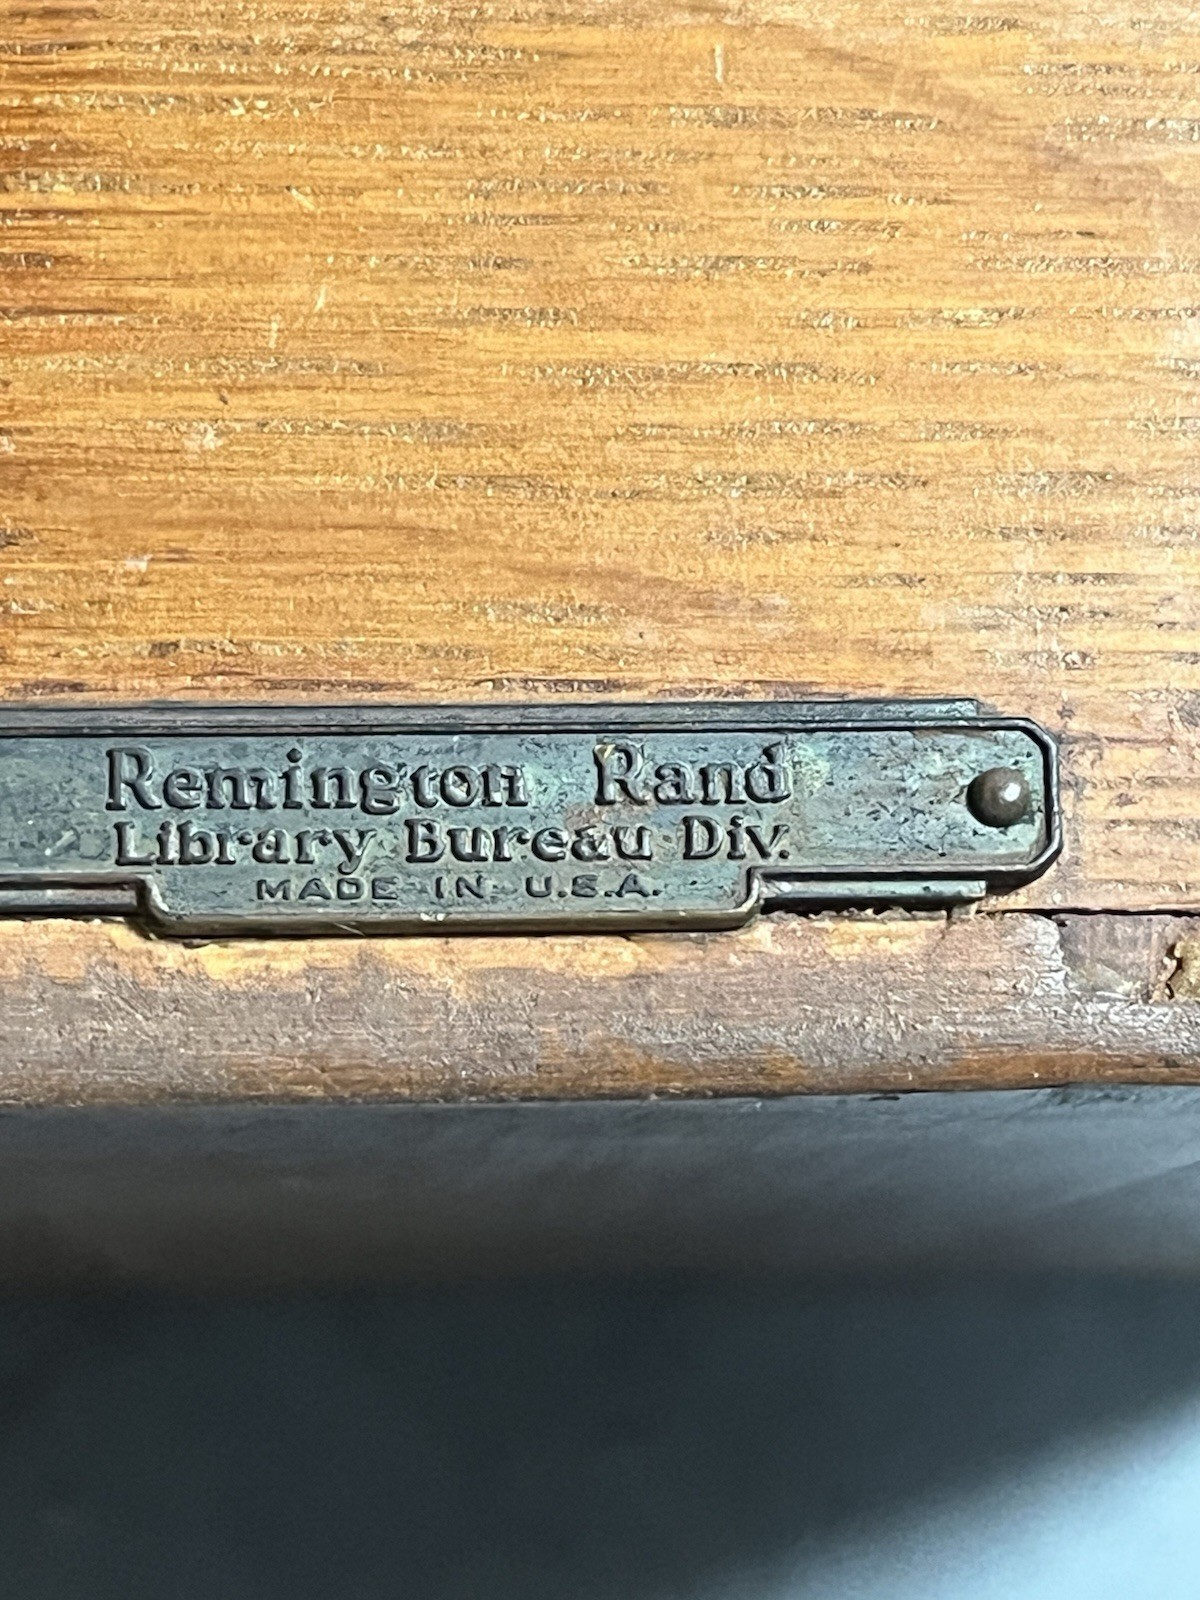 Remington Rand
Library Bureau Div.
MADE IN U.S.A.